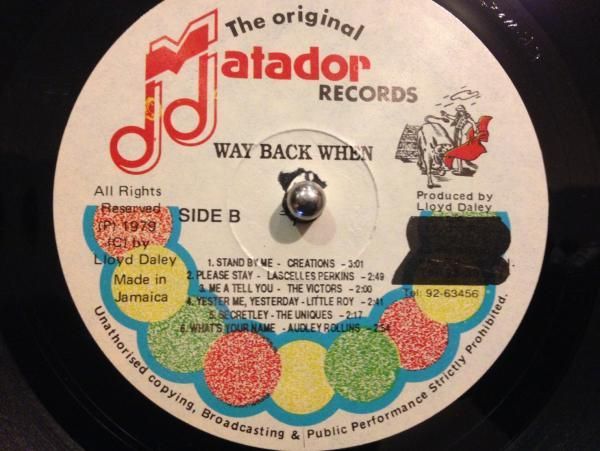 The original
Matador
RECORDS
WAY BACK WHEN
All Rights
Reserved
(P) 1979
(C) by
Lloyd Daley
Made in
Jamaica
SIDE B
Produced by
Lloyd Daley
Tel: 92-63456
1. STAND BY ME - CREATIONS - 3:01
2. PLEASE STAY - LASCELLES PERKINS - 2:49
3. ME A TELL YOU - THE VICTORS - 2:00
4. YESTER ME, YESTERDAY - LITTLE ROY - 2:41
5. SECRETLEY - THE UNIQUES - 2:17
6. WHAT'S YOUR NAME - AUDLEY ROLLINS - 2:54
Unauthorised copying, Broadcasting & Public Performance Strictly Prohibited.